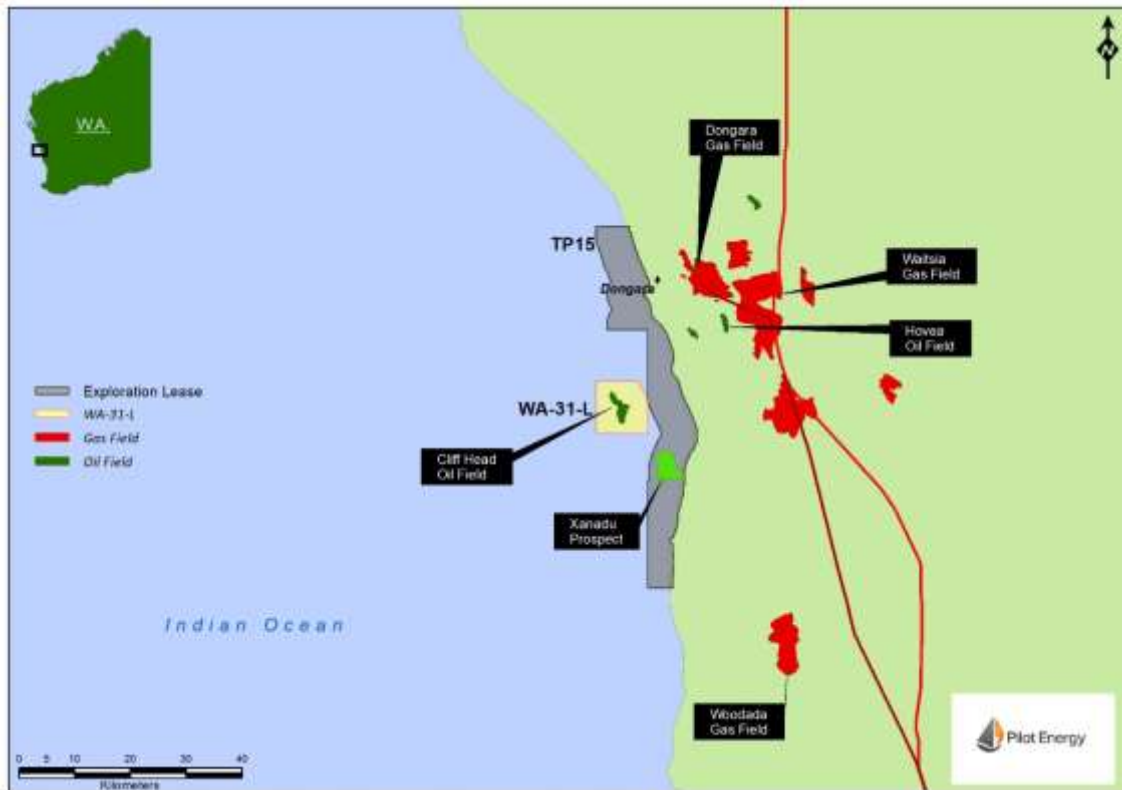 N
W.A.
Dongara
Gas Field
TP15
Waitsia
Gas Field
Dongara
Hovea
Oil Field
Exploration Lease
WA-31-L
Gas Field
Oil Field
WA-31-L
Cliff Head
Oil Field
Xanadu
Prospect
Indian Ocean
Woodada
Gas Field
Pilot Energy
0 5 10 20 30 40
Kilometers